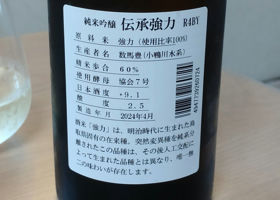 純米吟醸 伝承強力 R4BY
原料米 強力(使用比率100%)
生産者名 数馬豊(小鴨川水系)
精米歩合 60%
使用酵母 協会7号
日本酒度 +9.1
酸度 2.5
製造年月 2024年4月
酒米「強力」は、明治時代に生まれた鳥
取固有の在来種。突然変異種を純系分
離されたこの品種は、その後人工交配に
よって生まれた品種とは異なり、唯一無
二の味わいが存在します。